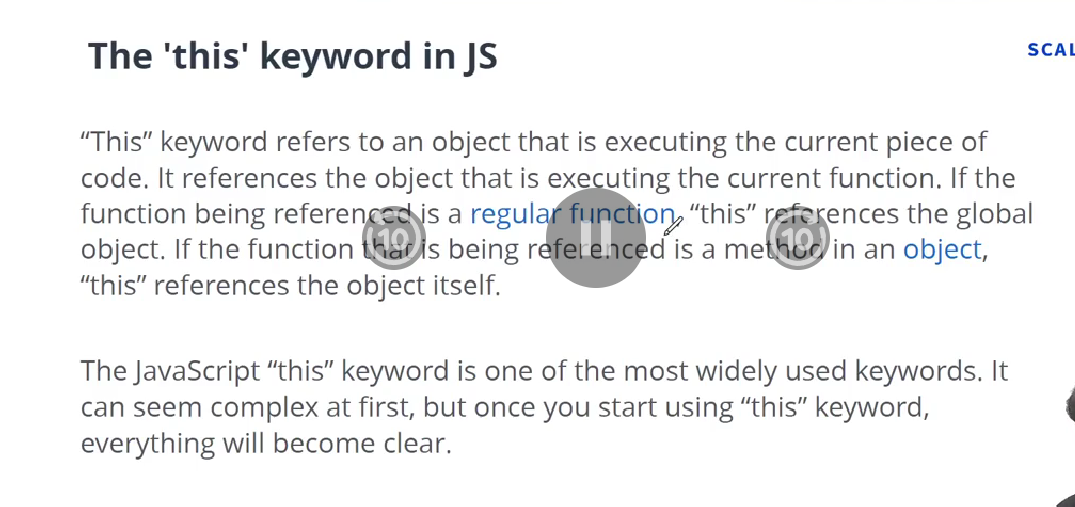 The 'this' keyword in JS
SCAL
“This” keyword refers to an object that is executing the current piece of
code. It references the object that is executing the current function. If the
function being referenced is a regular function, “this” references the global
object. If the function that is being referenced is a method in an object,
“this” references the object itself.
The JavaScript “this” keyword is one of the most widely used keywords. It
can seem complex at first, but once you start using “this” keyword,
everything will become clear.
10
10